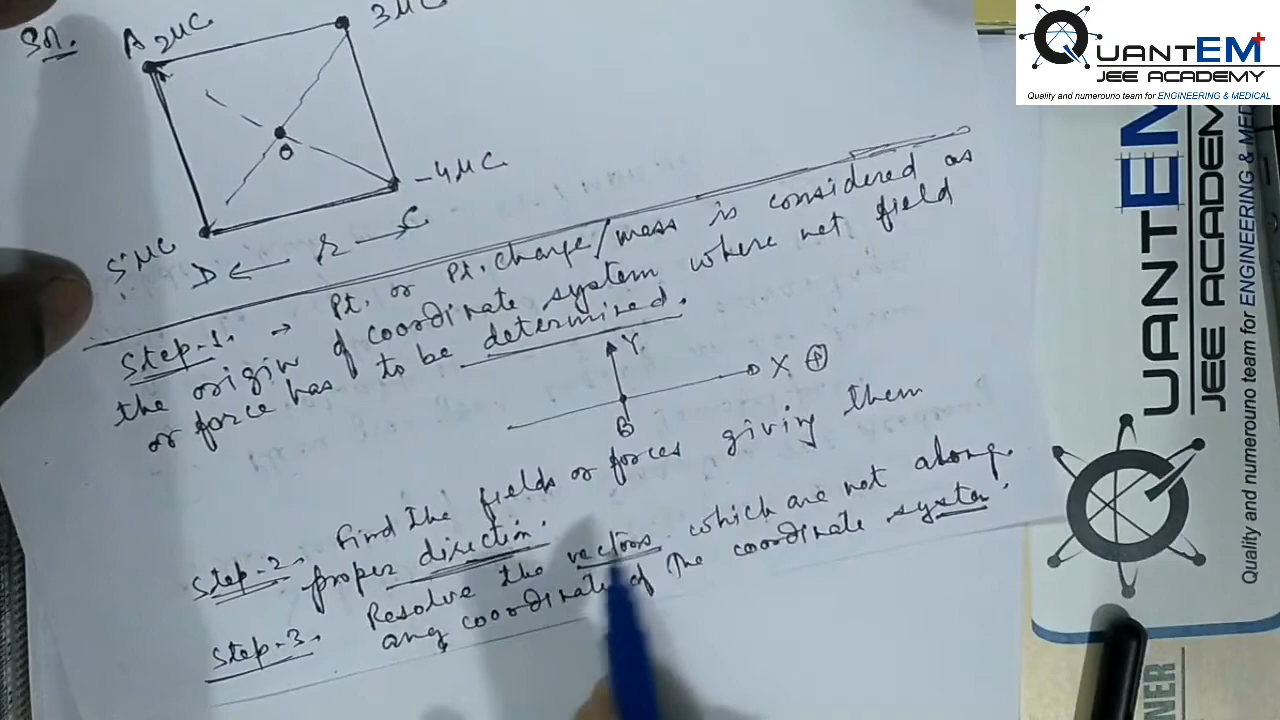 Sol.
A 2μC
3μC
O
-4μC
5μC
D
r
C
Step-1. → Pt. or Pt. charge/mass is considered as
the origin of coordinate system where net field
or force has to be determined.
Y
X ⊕
B
Step-2. Find the fields or forces giving them
proper direction.
Step-3. Resolve the vectors which are not along
any coordinate of the coordinate system.
QUANTEM+
JEE ACADEMY
Quality and numerouno team for ENGINEERING & MEDICAL
QUANTEM
JEE ACADEM
Quality and numerouno team for ENGINEERING & MED
NER